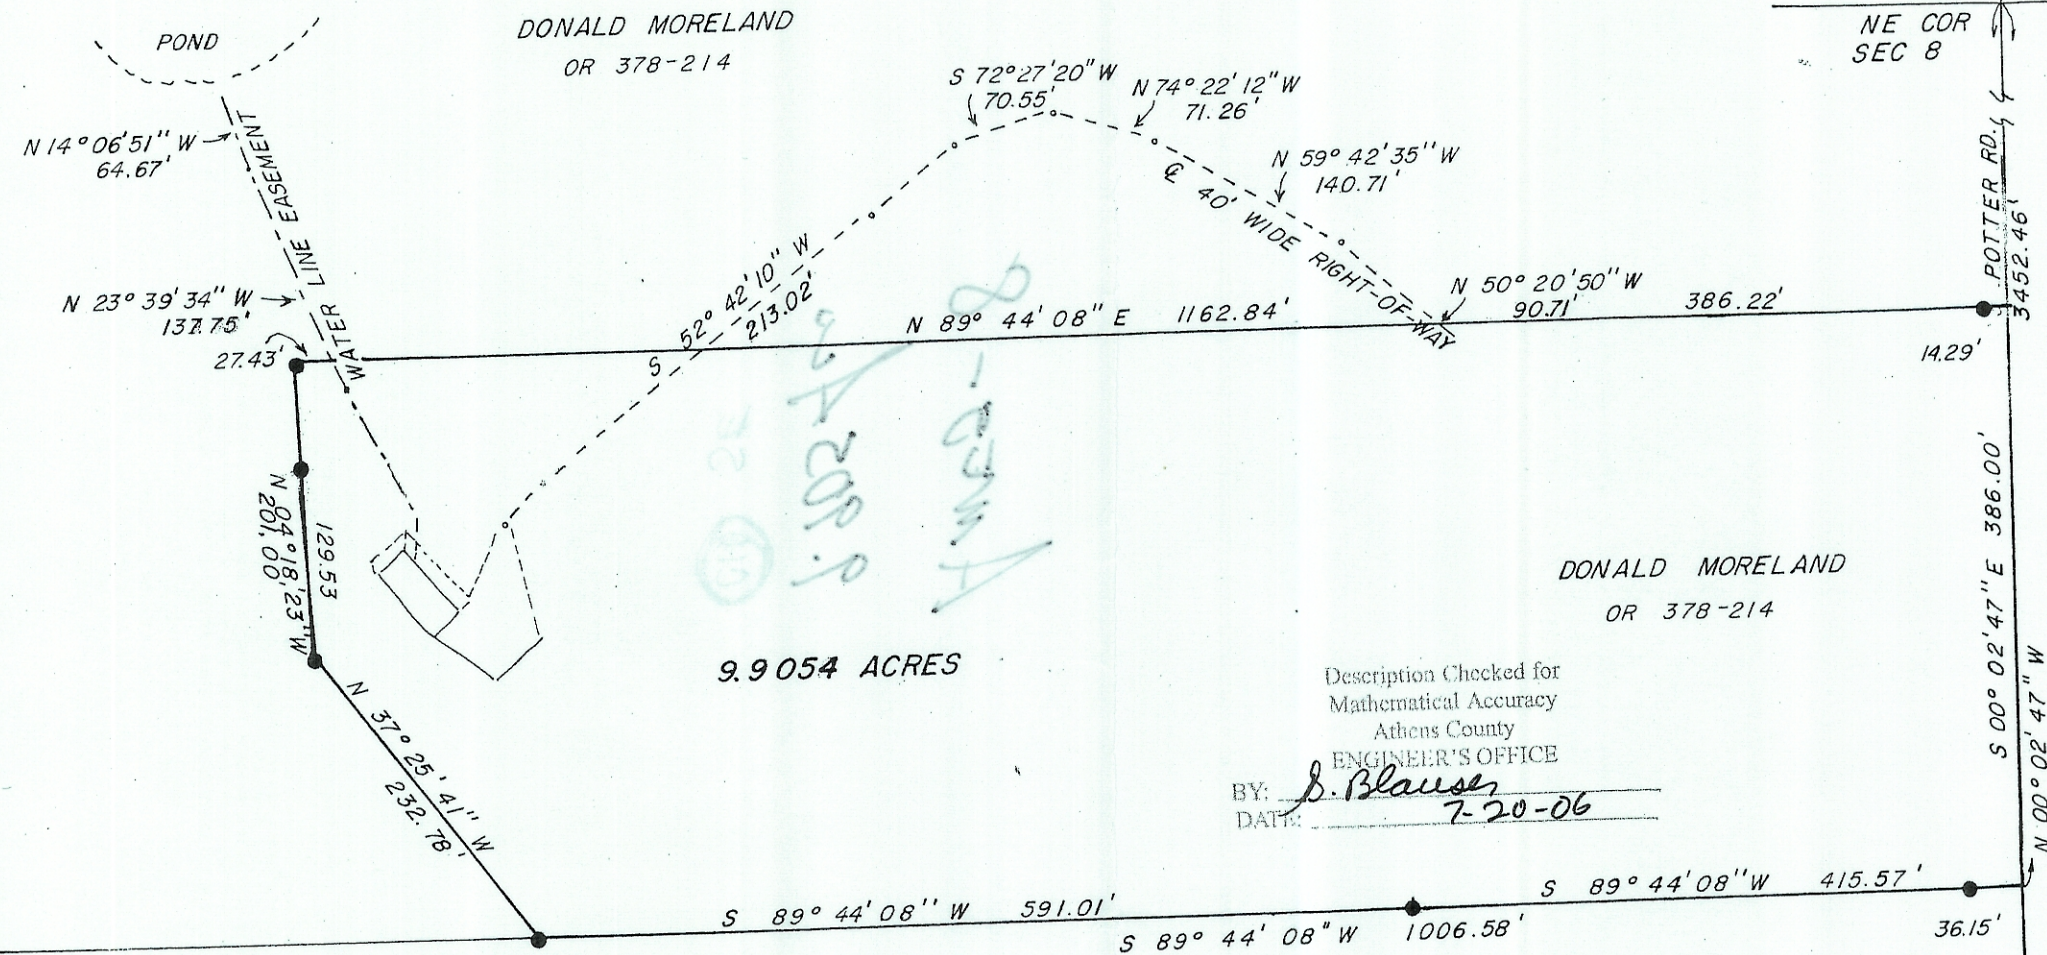 POND
DONALD MORELAND
OR 378-214
NE COR
SEC 8
S 72° 27' 20" W
70.55'
N 74° 22' 12" W
71.26'
N 14° 06' 51" W
64.67'
WATER LINE EASEMENT
N 59° 42' 35" W
140.71'
℄ 40' WIDE RIGHT-OF-WAY
POTTER RD.
3452.46'
N 23° 39' 34" W
137.75'
27.43'
S 52° 42' 10" W
213.02'
N 89° 44' 08" E 1162.84'
N 50° 20' 50" W
90.71'
386.22'
14.29'
129.53
N 04° 18' 23" W
201.00
S 00° 02' 47" E 386.00'
DONALD MORELAND
OR 378-214
9.9054 ACRES
Description Checked for
Mathematical Accuracy
Athens County
ENGINEER'S OFFICE
BY: S. Blauser
DATE: 7-20-06
N 00° 02' 47" W
N 37° 25' 41" W
232.78'
S 89° 44' 08" W 591.01'
S 89° 44' 08" W 415.57'
S 89° 44' 08" W 1006.58'
36.15'